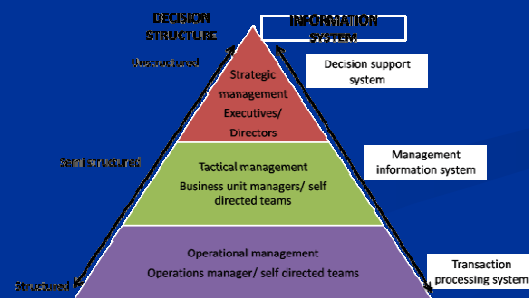 DECISION
STRUCTURE
INFORMATION
SYSTEM
Unstructured
Strategic
management
Executives/
Directors
Decision support
system
Semi structured
Tactical management
Business unit managers/ self
directed teams
Management
information system
Operational management
Operations manager/ self directed teams
Structured
Transaction
processing system